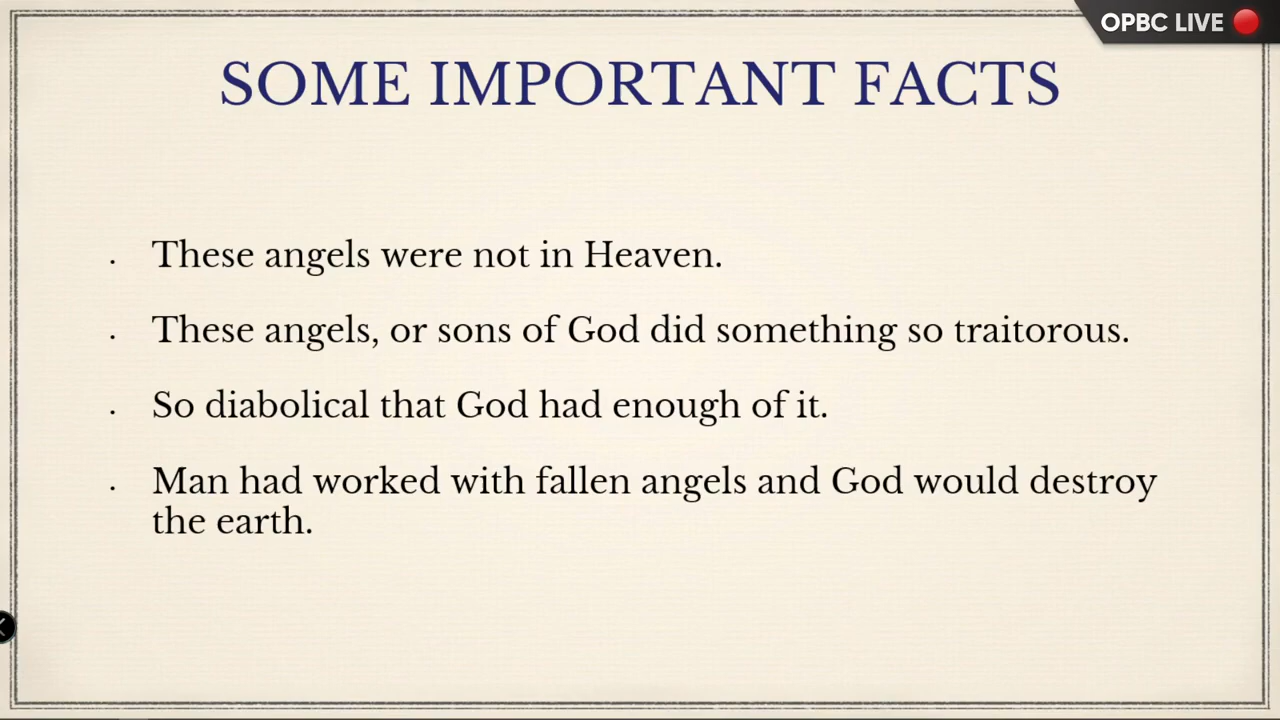 OPBC LIVE
SOME IMPORTANT FACTS
· These angels were not in Heaven.
· These angels, or sons of God did something so traitorous.
· So diabolical that God had enough of it.
· Man had worked with fallen angels and God would destroy
the earth.